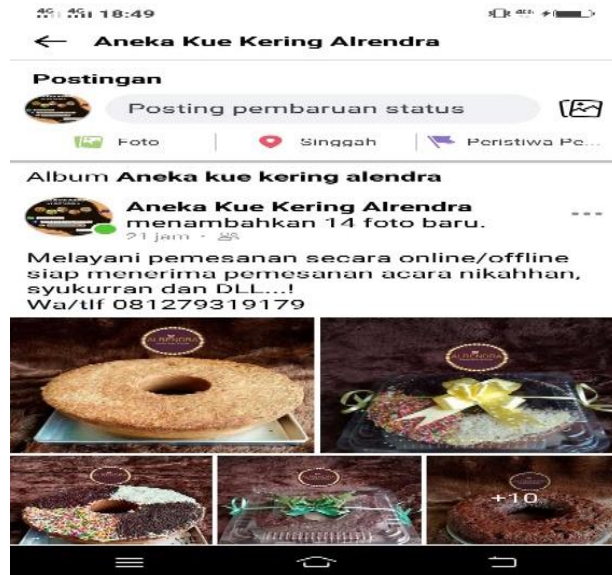 4G 4G 18:49
← Aneka Kue Kering Alrendra
Postingan
Posting pembaruan status
Foto
Singgah
Peristiwa Pe...
Album Aneka kue kering alendra
Aneka Kue Kering Alrendra
menambahkan 14 foto baru.
21 jam
Melayani pemesanan secara online/offline
siap menerima pemesanan acara nikahhan,
syukurran dan DLL...!
Wa/tlf 081279319179
ALRENDRA
ALRENDRA
+10